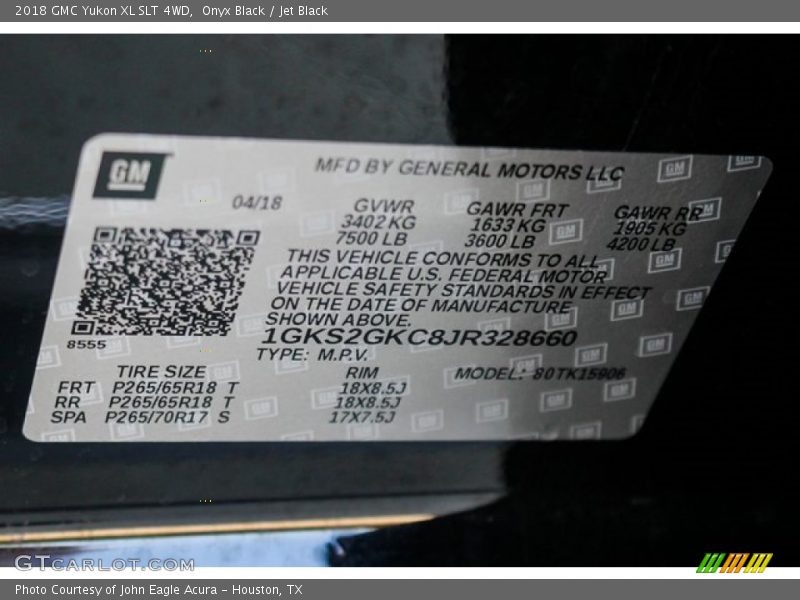 2018 GMC Yukon XL SLT 4WD, Onyx Black / Jet Black
GM
MFD BY GENERAL MOTORS LLC
04/18
GVWR
3402 KG
7500 LB
GAWR FRT
1633 KG
3600 LB
GAWR RR
1905 KG
4200 LB
THIS VEHICLE CONFORMS TO ALL
APPLICABLE U.S. FEDERAL MOTOR
VEHICLE SAFETY STANDARDS IN EFFECT
ON THE DATE OF MANUFACTURE
SHOWN ABOVE.
8555
1GKS2GKC8JR328660
TYPE: M.P.V.
TIRE SIZE RIM MODEL: 80TK15906
FRT P265/65R18 T 18X8.5J
RR P265/65R18 T 18X8.5J
SPA P265/70R17 S 17X7.5J
GTCARLOT.COM
Photo Courtesy of John Eagle Acura - Houston, TX